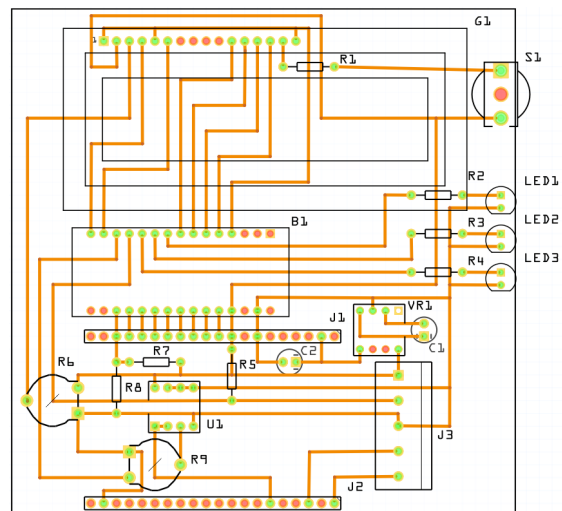 G1
1
R1
S1
R2
LED1
LED2
R3
B1
R4
LED3
VR1
J1
R7
C2
C1
R6
R5
R8
U1
J3
R9
J2